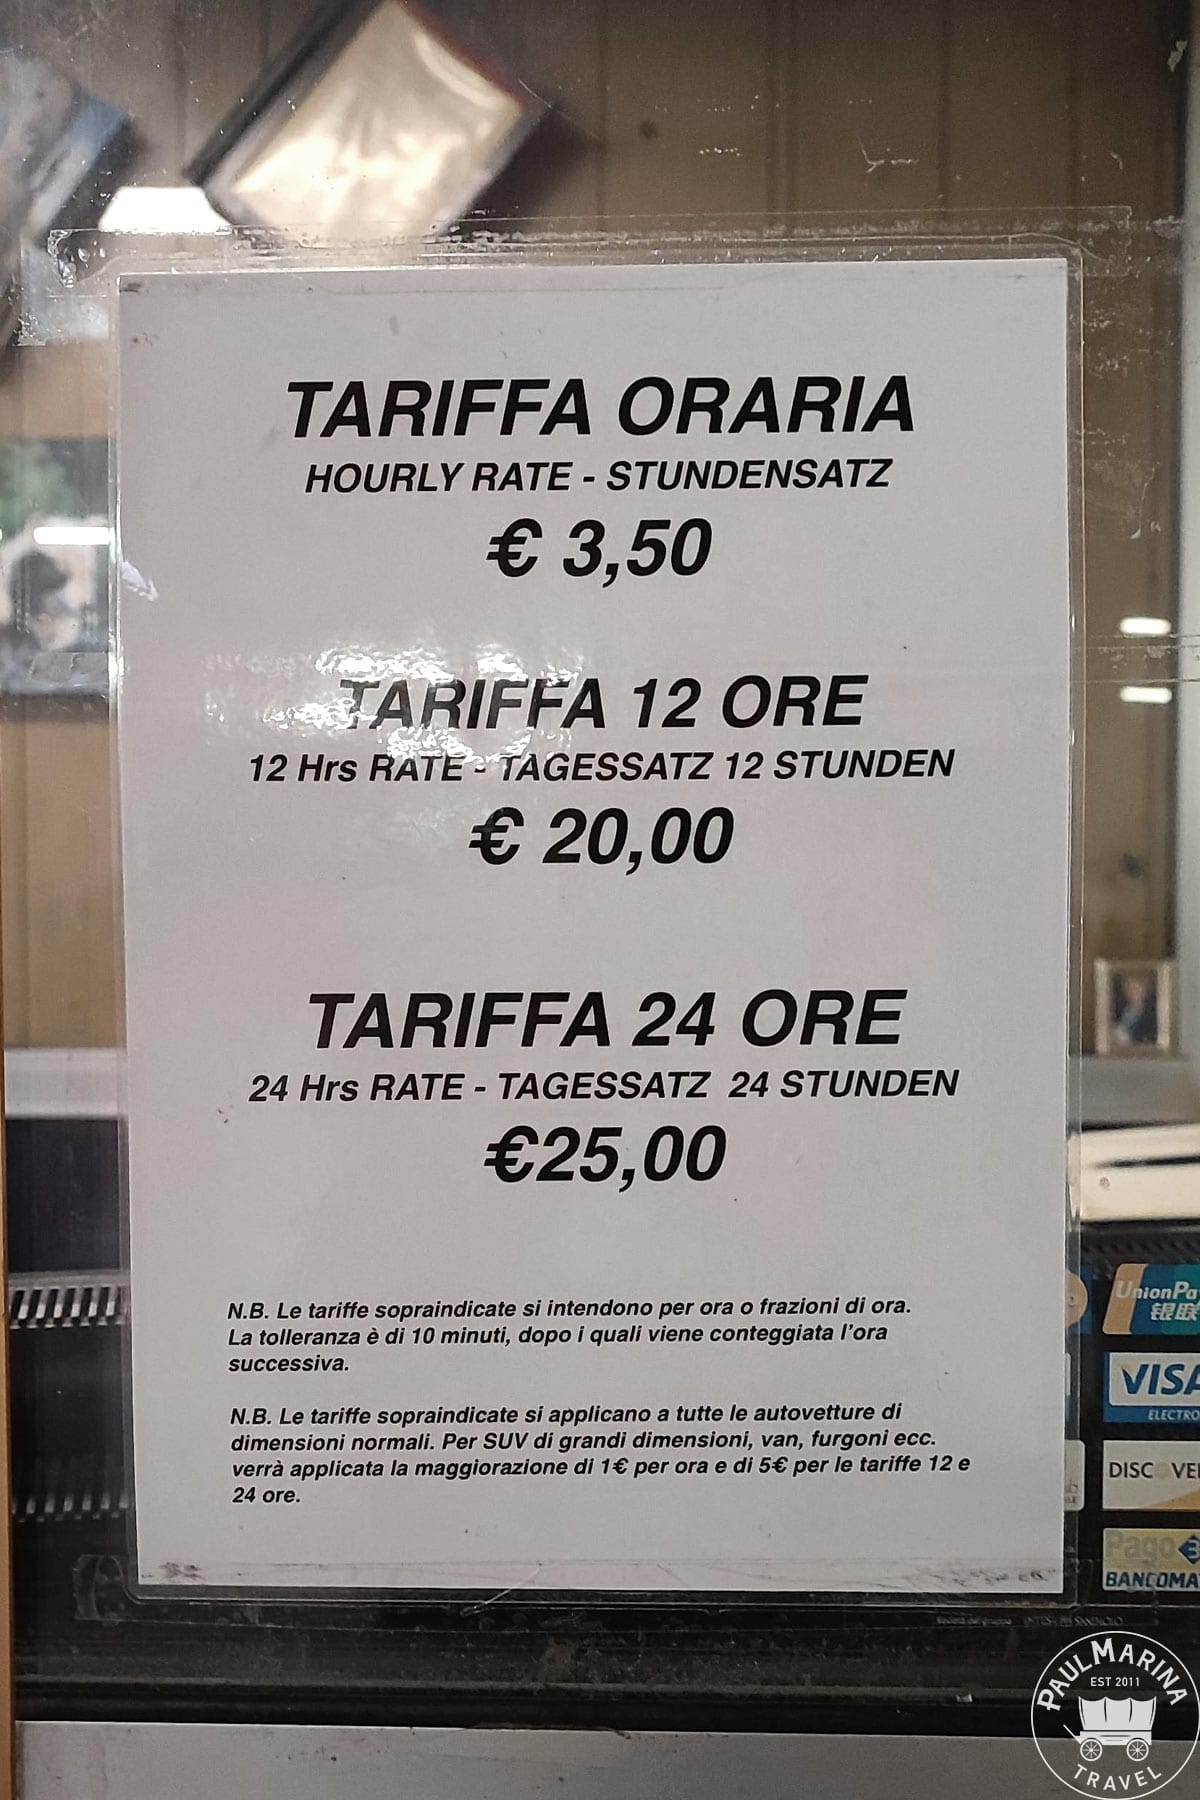 TARIFFA ORARIA
HOURLY RATE - STUNDENSATZ
€ 3,50
TARIFFA 12 ORE
12 Hrs RATE - TAGESSATZ 12 STUNDEN
€ 20,00
TARIFFA 24 ORE
24 Hrs RATE - TAGESSATZ 24 STUNDEN
€25,00
N.B. Le tariffe sopraindicate si intendono per ora o frazioni di ora.
La tolleranza è di 10 minuti, dopo i quali viene conteggiata l'ora
successiva.
N.B. Le tariffe sopraindicate si applicano a tutte le autovetture di
dimensioni normali. Per SUV di grandi dimensioni, van, furgoni ecc.
verrà applicata la maggiorazione di 1€ per ora e di 5€ per le tariffe 12 e
24 ore.
UnionPa
银联
VISA
ELECTRO
DISCOVE
Pago
BANCOMA
PAULMARINA
EST 2011
TRAVEL